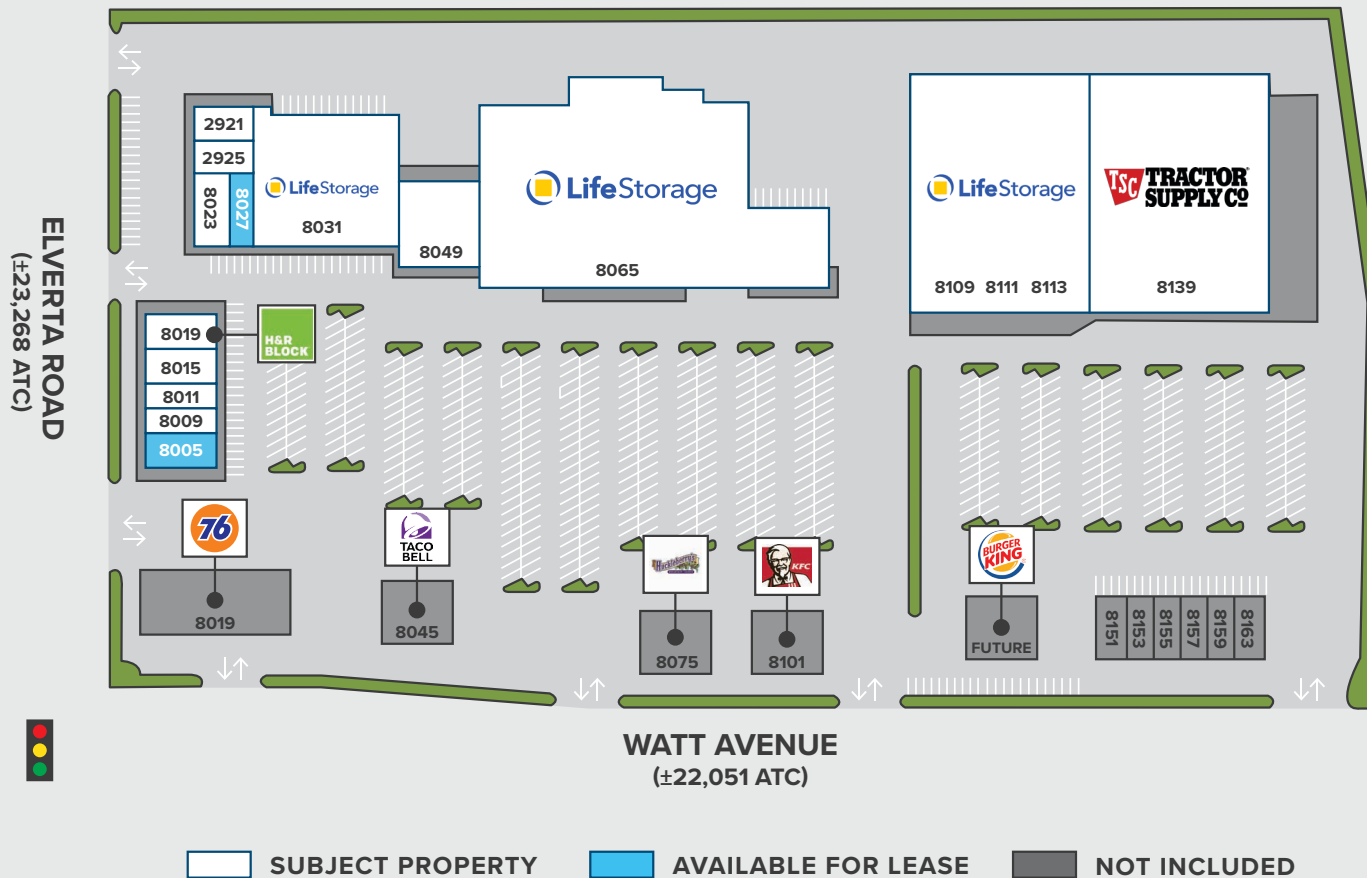 2921
2925
8023
8027
LifeStorage
8031
8049
LifeStorage
8065
LifeStorage
8109 8111 8113
TSC TRACTOR
SUPPLY CO
8139
ELVERTA ROAD
(±23,268 ATC)
8019
H&R
BLOCK
8015
8011
8009
8005
76
8019
TACO
BELL
8045
Huckleberry's
8075
KFC
8101
BURGER
KING
FUTURE
8151
8153
8155
8157
8159
8163
WATT AVENUE
(±22,051 ATC)
SUBJECT PROPERTY
AVAILABLE FOR LEASE
NOT INCLUDED